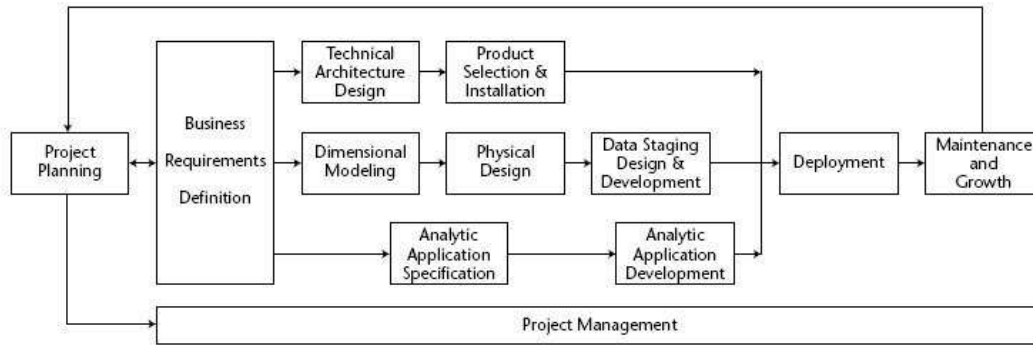 Technical
Architecture
Design
Product
Selection &
Installation
Project
Planning
Business
Requirements
Definition
Dimensional
Modeling
Physical
Design
Data Staging
Design &
Development
Deployment
Maintenance
and
Growth
Analytic
Application
Specification
Analytic
Application
Development
Project Management